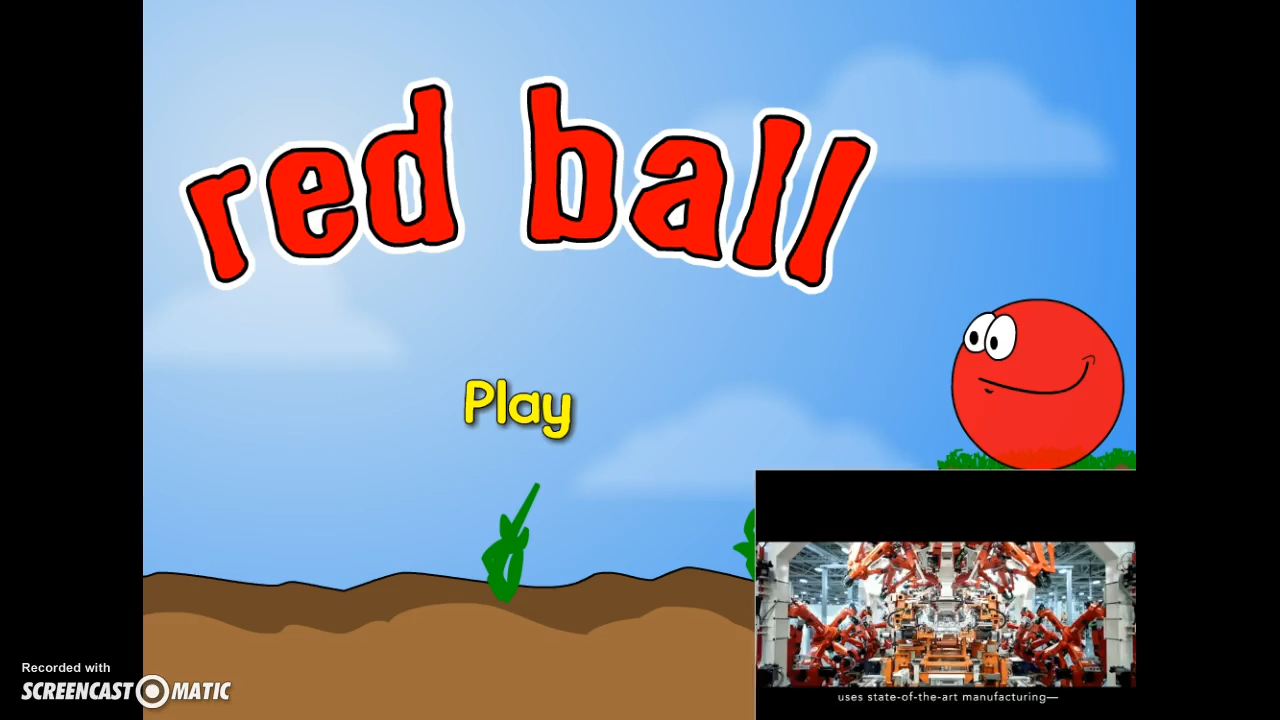 red ball
Play
uses state-of-the-art manufacturing—
Recorded with
SCREENCAST MATIC